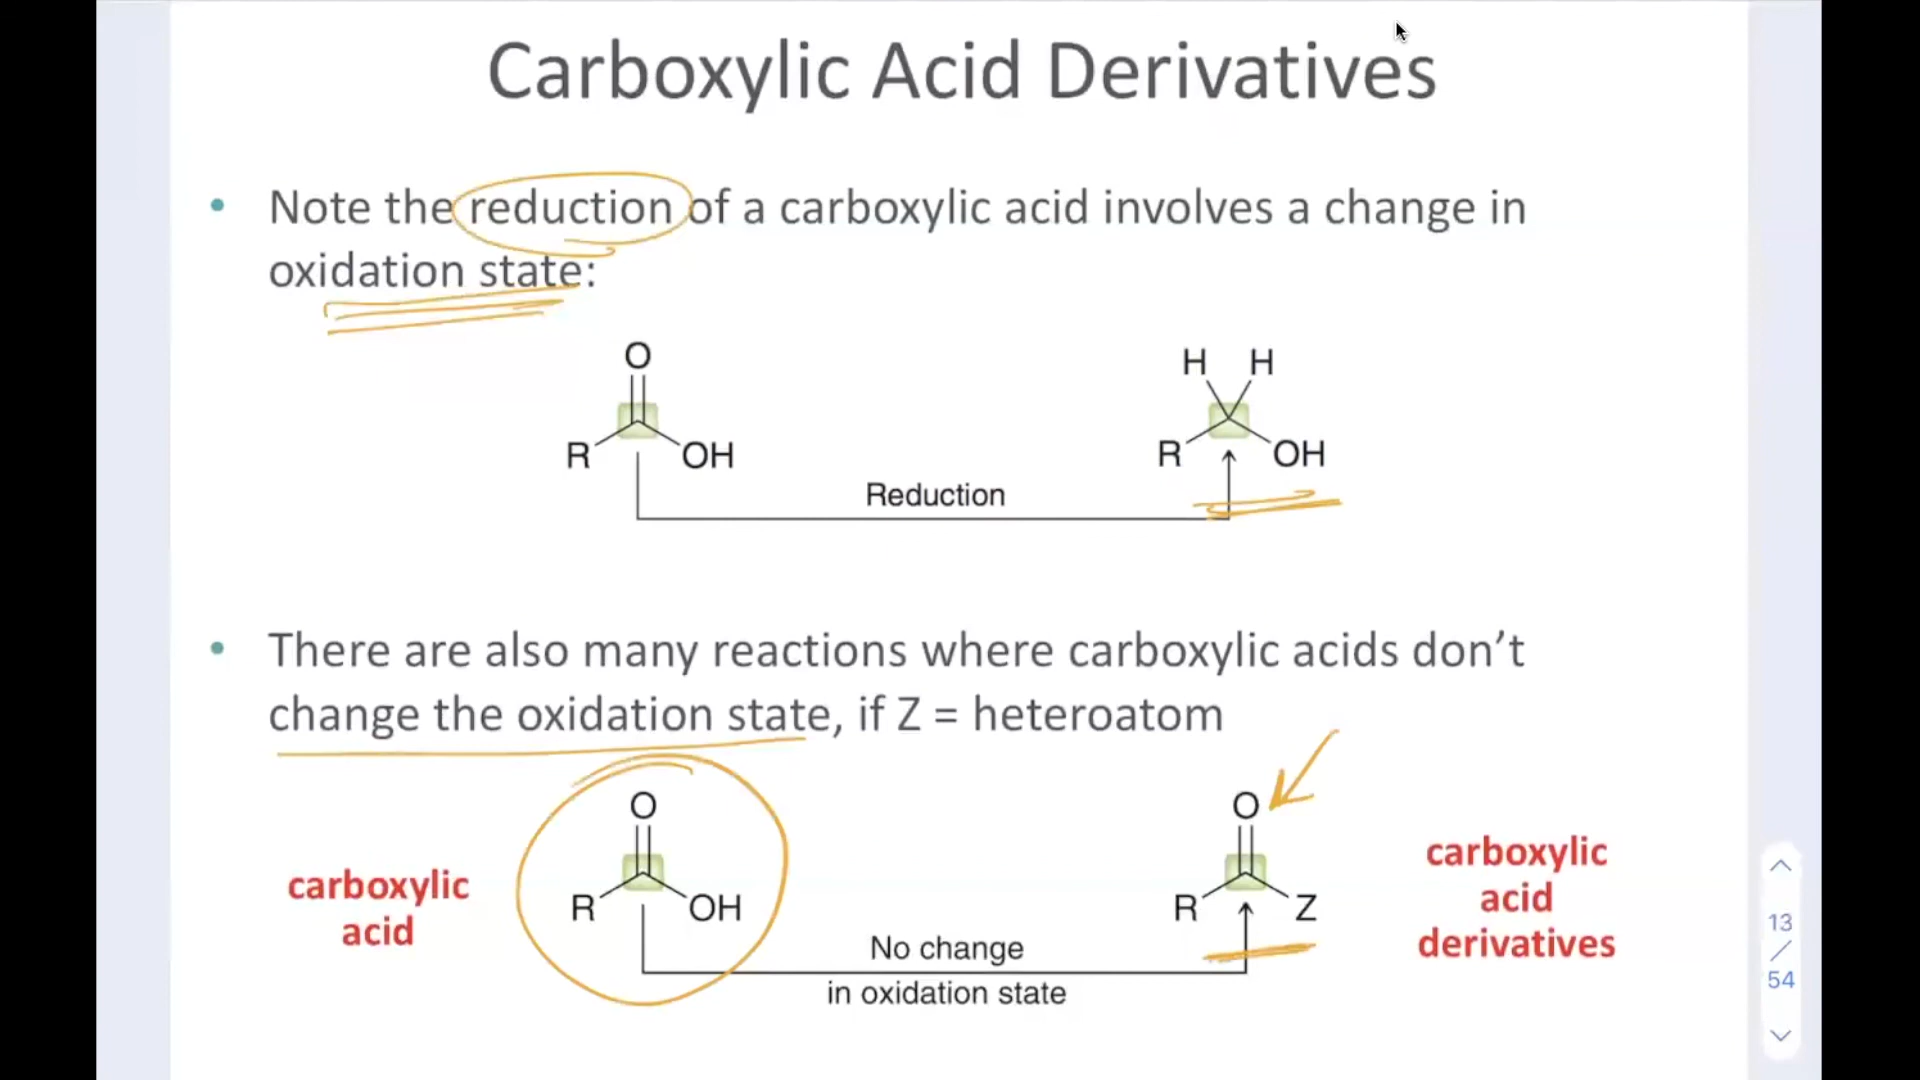 Carboxylic Acid Derivatives
• Note the reduction of a carboxylic acid involves a change in
oxidation state:
O
R OH
H H
R OH
Reduction
• There are also many reactions where carboxylic acids don’t
change the oxidation state, if Z = heteroatom
carboxylic
acid
O
R OH
No change
in oxidation state
O
R Z
carboxylic
acid
derivatives
13
/
54